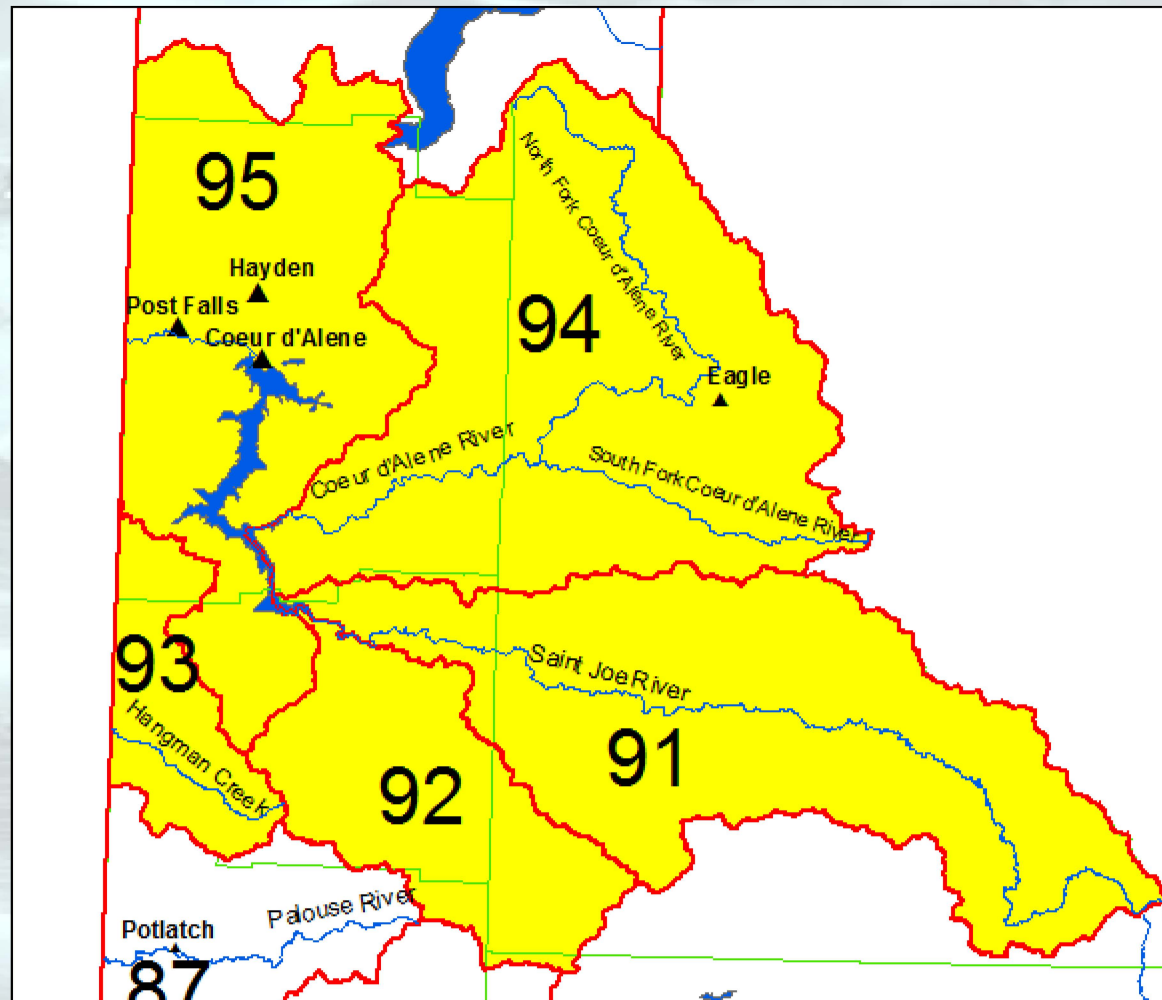 95
North Fork Coeur d'Alene River
Hayden
Post Falls
94
Coeur d'Alene
Eagle
Coeur d'Alene River
South Fork Coeur d'Alene River
93
Saint Joe River
Hangman Creek
91
92
Palouse River
Potlatch
87